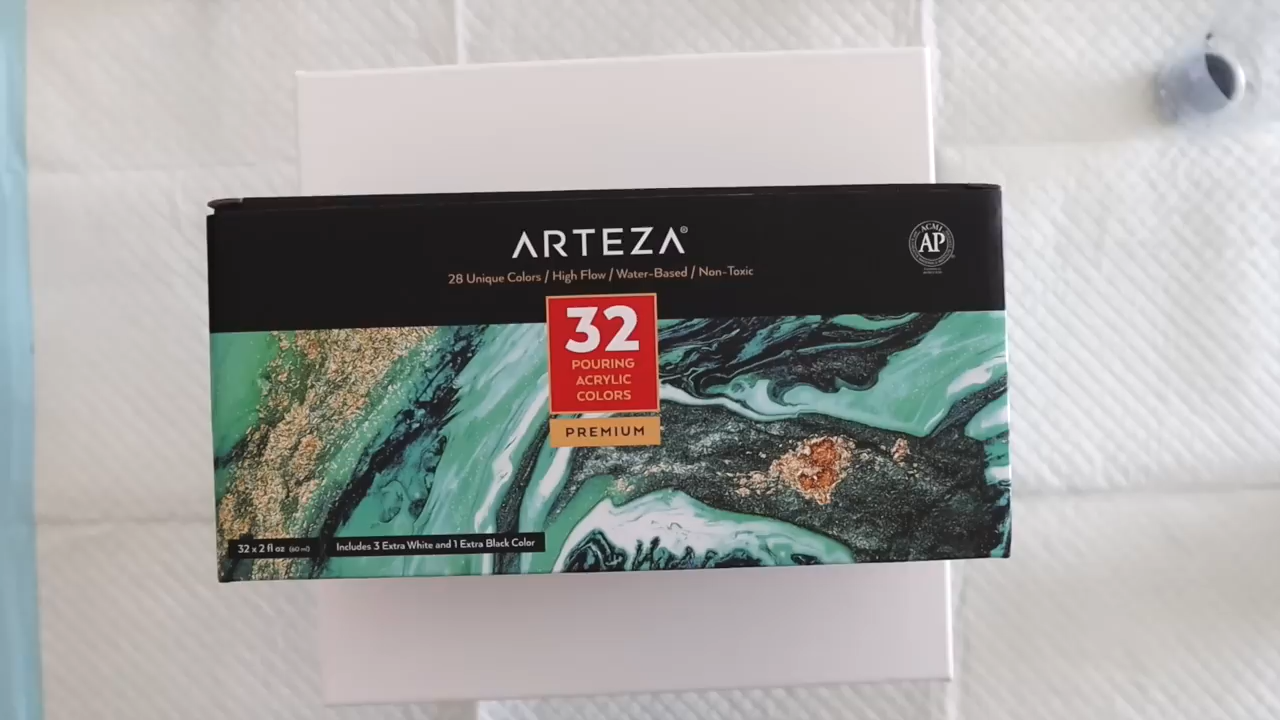 ARTEZA®
28 Unique Colors / High Flow / Water-Based / Non-Toxic
ACMI
AP
32
POURING
ACRYLIC
COLORS
PREMIUM
32 x 2 fl oz (60 ml)
Includes 3 Extra White and 1 Extra Black Color